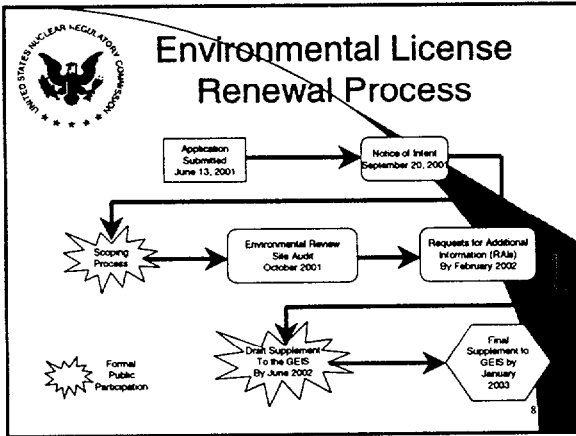 UNITED STATES NUCLEAR REGULATORY COMMISSION
Environmental License
Renewal Process
Application
Submitted
June 13, 2001
Notice of Intent
September 20, 2001
Scoping
Process
Environmental Review
Site Audit
October 2001
Requests for Additional
Information (RAIs)
By February 2002
Draft Supplement
To the GEIS
By June 2002
Final
Supplement to
GEIS by
January
2003
Formal
Public
Participation
8